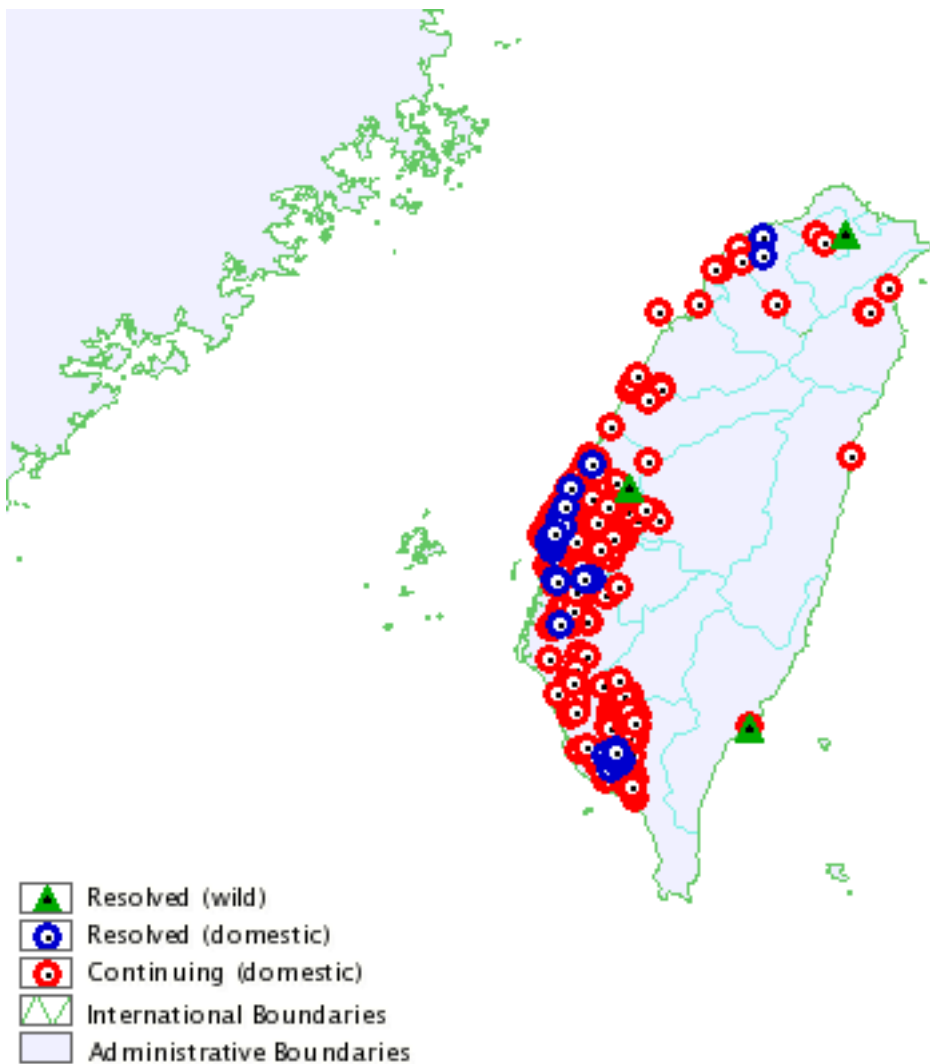 Resolved (wild)
Resolved (domestic)
Continuing (domestic)
International Boundaries
Administrative Boundaries